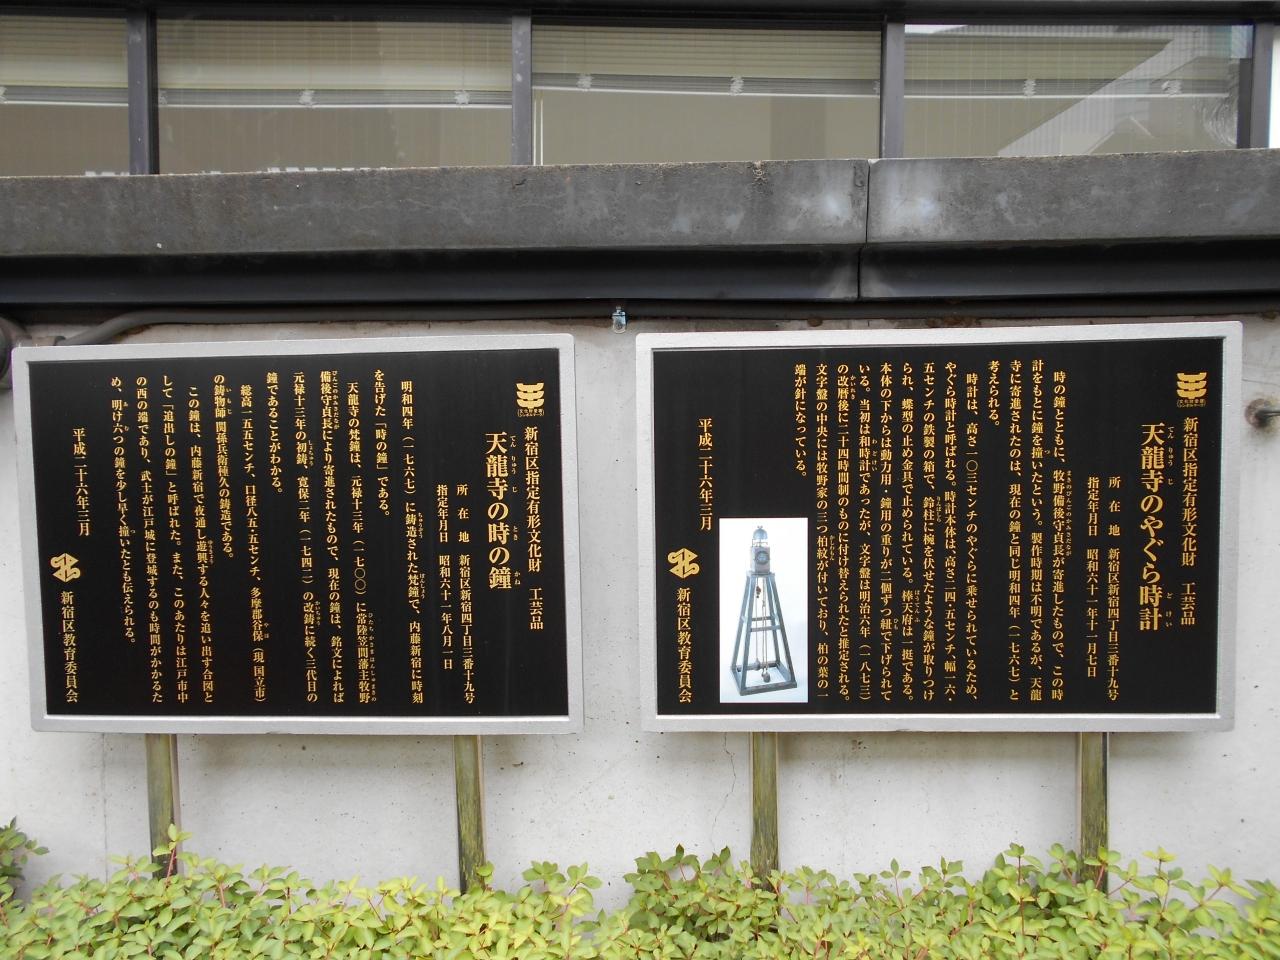 新宿区指定有形文化財　工芸品
天龍寺のやぐら時計
所在地　新宿区新宿四丁目三番十九号
指定年月日　昭和六十一年十一月七日
時の鐘とともに、牧野備後守貞長が寄進したもので、この時
計をもとに鐘を撞いたという。製作時期は不明であるが、天龍
寺に寄進されたのは、現在の鐘と同じ明和四年（一七六七）と
考えられる。
時計は、高さ一〇三センチのやぐらに乗せられているため、
やぐら時計と呼ばれる。時計本体は、高さ二四・五センチ、幅一六・
五センチの鉄製の箱で、鈴柱に椀を伏せたような鐘が取りつけ
られ、蝶型の止め金具で止められている。棒天府は一挺である。
本体の下からは動力用・鐘用の重りが二個ずつ紐で下げられて
いる。当初は和時計であったが、文字盤は明治六年（一八七三）
の改暦後に二十四時間制のものに付け替えられたと推定される。
文字盤の中央には牧野家の三つ柏紋が付いており、柏の葉の一
端が針になっている。
平成二十六年三月
新宿区教育委員会
新宿区指定有形文化財　工芸品
天龍寺の時の鐘
所在地　新宿区新宿四丁目三番十九号
指定年月日　昭和六十一年八月一日
明和四年（一七六七）に鋳造された梵鐘で、内藤新宿に時刻
を告げた「時の鐘」である。
天龍寺の梵鐘は、元禄十三年（一七〇〇）に常陸笠間藩主牧野
備後守貞長により寄進されたもので、現在の鐘は、銘文によれば
元禄十三年の初鋳、寛保二年（一七四二）の改鋳に続く三代目の
鐘であることがわかる。
総高一五五センチ、口径八五・五センチ、多摩郡谷保（現 国立市）
の鋳物師 関孫兵衛種久の鋳造である。
この鐘は、内藤新宿で夜通し遊興する人々を追い出す合図と
して「追出しの鐘」と呼ばれた。また、このあたりは江戸市中
の西の端であり、武士が江戸城に登城するのも時間がかかるた
め、明け六つの鐘を少し早く撞いたとも伝えられる。
平成二十六年三月
新宿区教育委員会